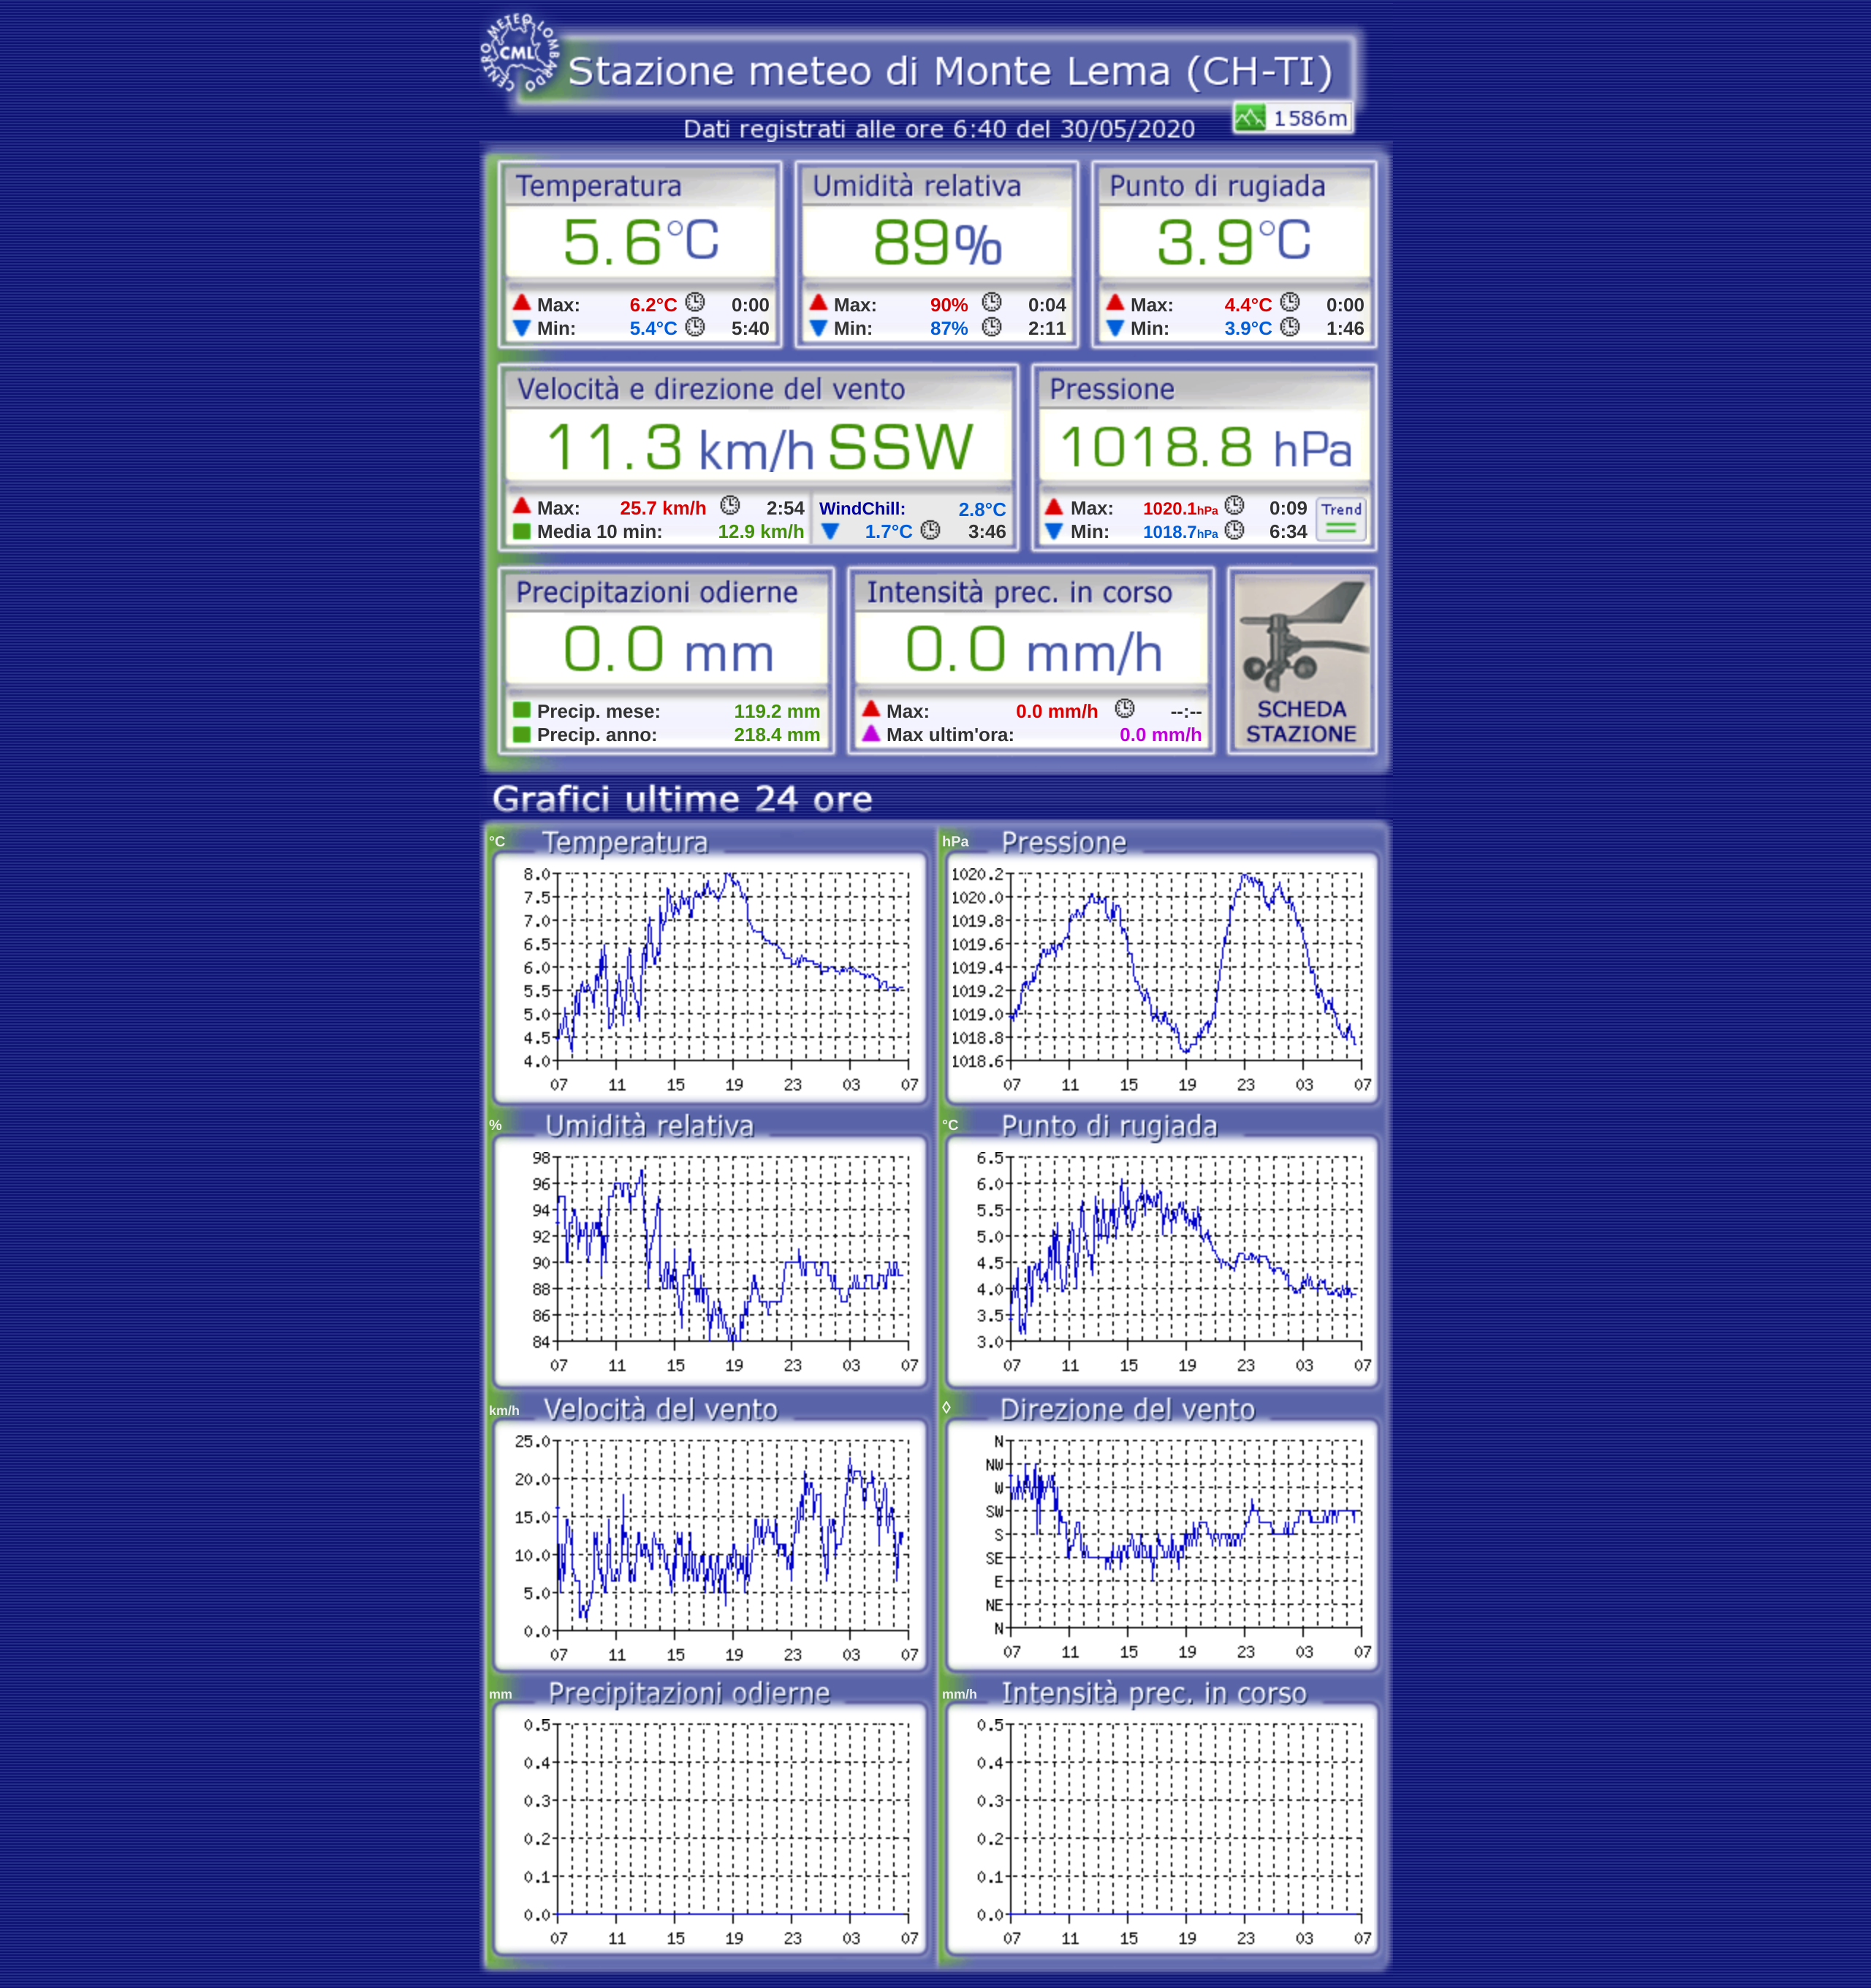 CENTRO METEO LOMBARDO
CML
Stazione meteo di Monte Lema (CH-TI)
1586m
Dati registrati alle ore 6:40 del 30/05/2020
Temperatura
5.6°C
Max: 6.2°C 0:00
Min: 5.4°C 5:40
Umidità relativa
89%
Max: 90% 0:04
Min: 87% 2:11
Punto di rugiada
3.9°C
Max: 4.4°C 0:00
Min: 3.9°C 1:46
Velocità e direzione del vento
11.3 km/h SSW
Max: 25.7 km/h 2:54
Media 10 min: 12.9 km/h
WindChill: 2.8°C
1.7°C 3:46
Pressione
1018.8 hPa
Max: 1020.1hPa 0:09
Min: 1018.7hPa 6:34
Trend
Precipitazioni odierne
0.0 mm
Precip. mese: 119.2 mm
Precip. anno: 218.4 mm
Intensità prec. in corso
0.0 mm/h
Max: 0.0 mm/h --:--
Max ultim'ora: 0.0 mm/h
SCHEDA
STAZIONE
Grafici ultime 24 ore
°C Temperatura
8.0
7.5
7.0
6.5
6.0
5.5
5.0
4.5
4.0
07 11 15 19 23 03 07
hPa Pressione
1020.2
1020.0
1019.8
1019.6
1019.4
1019.2
1019.0
1018.8
1018.6
07 11 15 19 23 03 07
% Umidità relativa
98
96
94
92
90
88
86
84
07 11 15 19 23 03 07
°C Punto di rugiada
6.5
6.0
5.5
5.0
4.5
4.0
3.5
3.0
07 11 15 19 23 03 07
km/h Velocità del vento
25.0
20.0
15.0
10.0
5.0
0.0
07 11 15 19 23 03 07
◊ Direzione del vento
N
NW
W
SW
S
SE
E
NE
N
07 11 15 19 23 03 07
mm Precipitazioni odierne
0.5
0.4
0.3
0.2
0.1
0.0
07 11 15 19 23 03 07
mm/h Intensità prec. in corso
0.5
0.4
0.3
0.2
0.1
0.0
07 11 15 19 23 03 07